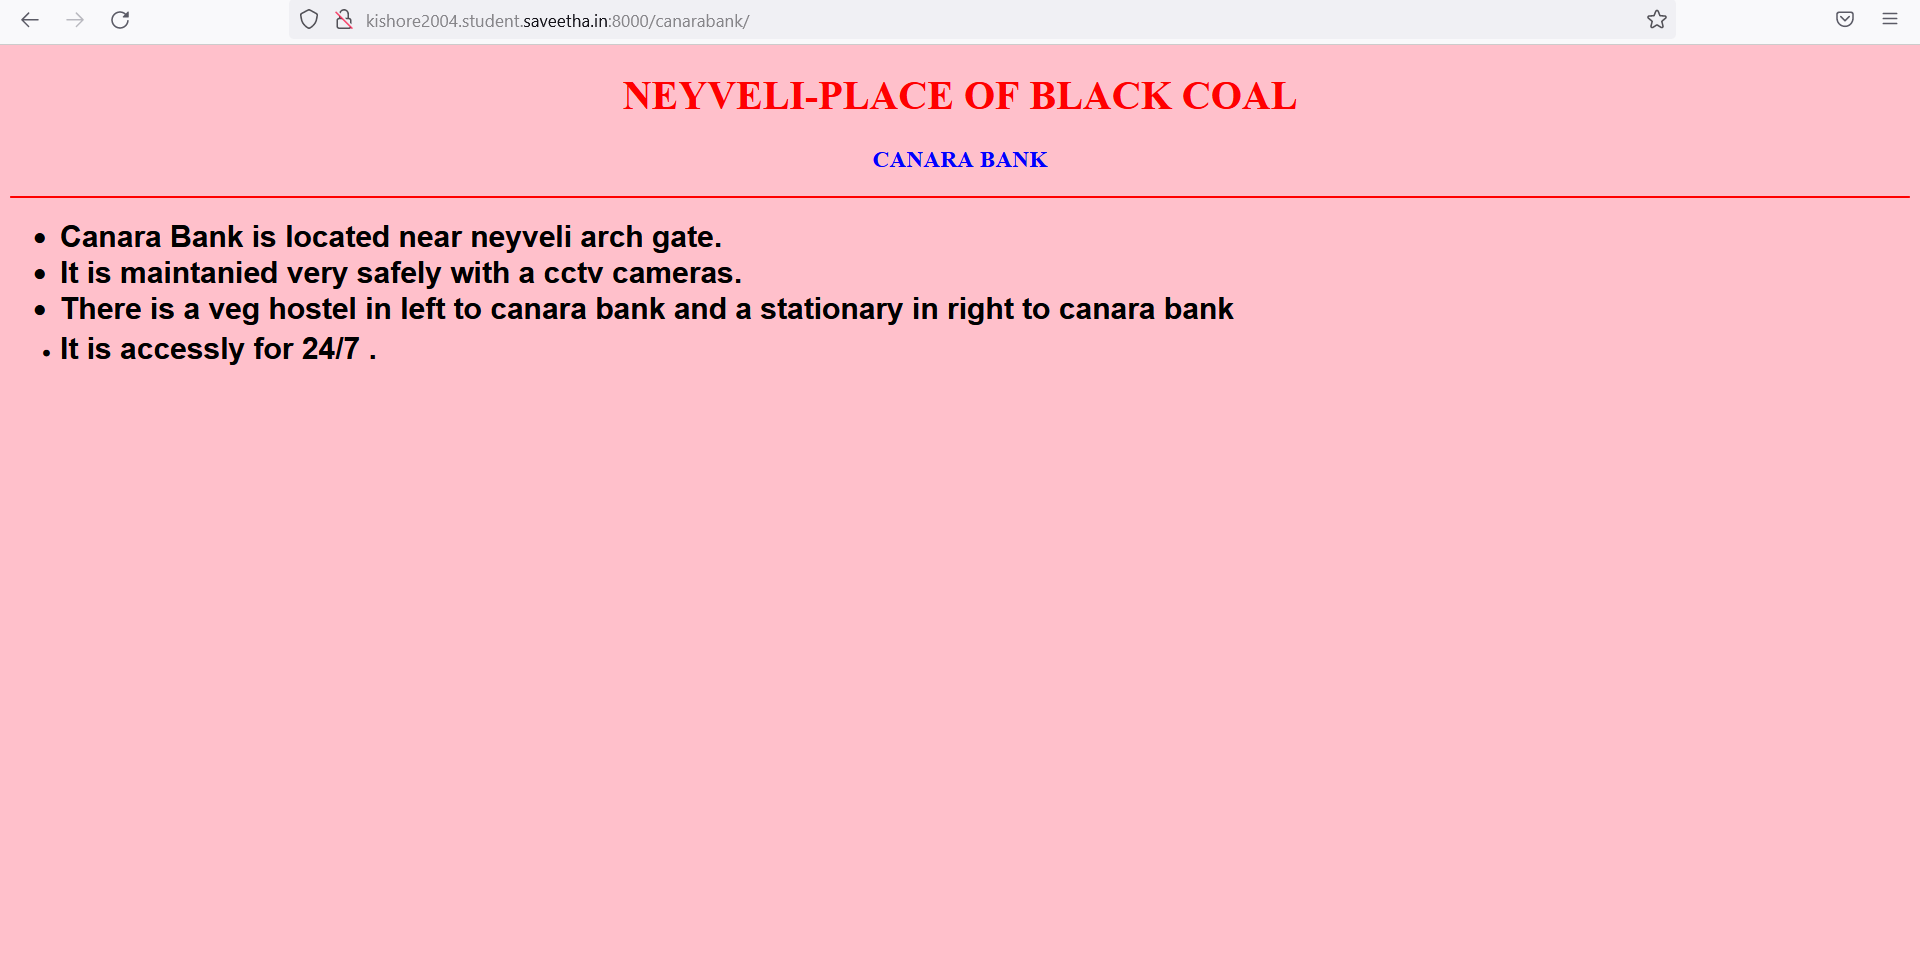 kishore2004.student.saveetha.in:8000/canarabank/
NEYVELI-PLACE OF BLACK COAL
CANARA BANK
Canara Bank is located near neyveli arch gate.
It is maintanied very safely with a cctv cameras.
There is a veg hostel in left to canara bank and a stationary in right to canara bank
It is accessly for 24/7 .